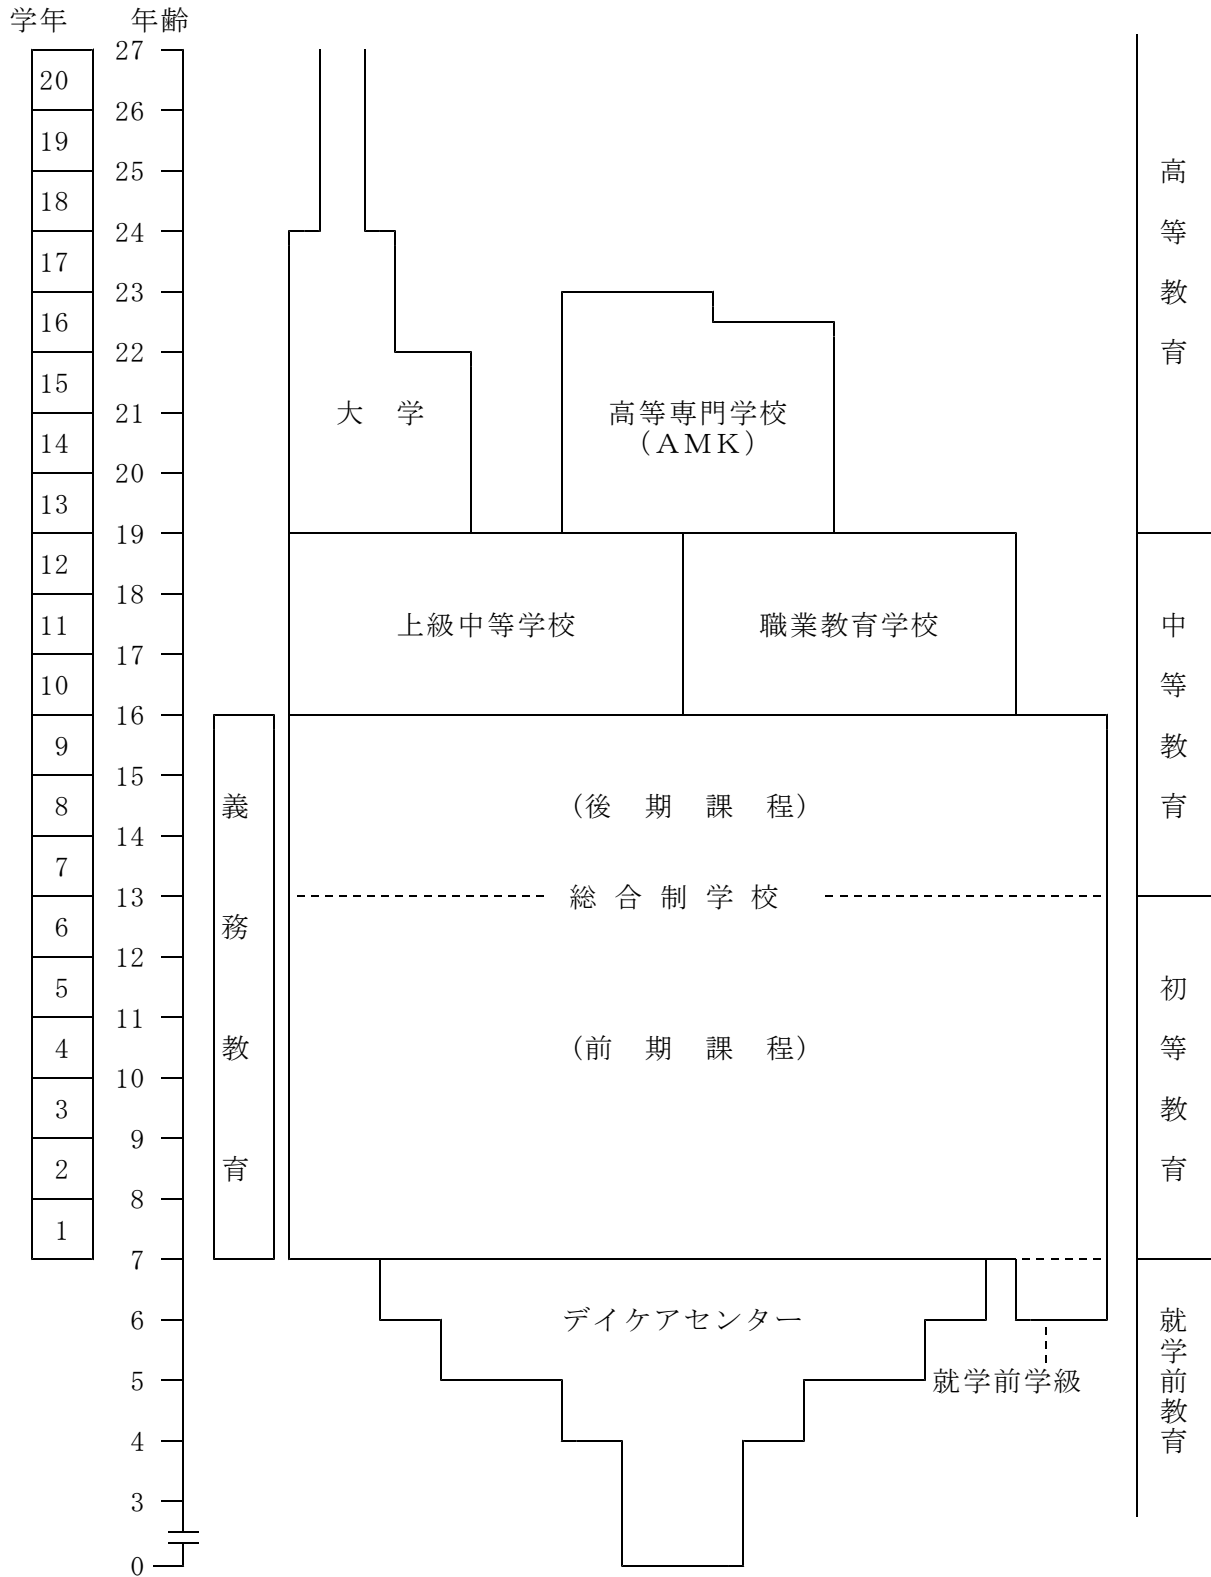 学年 年齢
27
20
26
19
25
18
24
17
23
16
22
15
21
14
20
13
19
12
18
11
17
10
16
9
15
8
14
7
13
6
12
5
11
4
10
3
9
2
8
1
7
6
5
4
3
0
義務教育
大 学
高等専門学校
(AMK)
上級中等学校
職業教育学校
(後 期 課 程)
総 合 制 学 校
(前 期 課 程)
デイケアセンター
就学前学級
高等教育
中等教育
初等教育
就学前教育